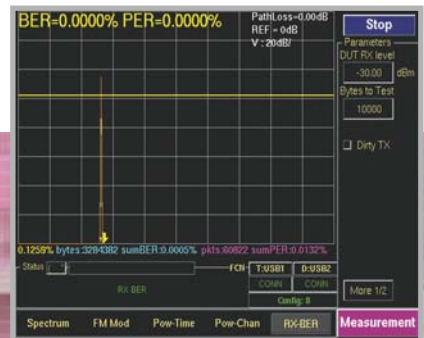 BER=0.0000% PER=0.0000%
PathLoss=0.00dB
REF = 0dB
V : 20dB/
Stop
Parameters
DUT RX level
-30.00 dBm
Bytes to Test
10000
Dirty TX
0.1259% bytes:3284382 sumBER:0.0005% pkts:60822 sumPER:0.0132%
Status
FCN T:USB1 D:USB2
CONN CONN
RX BER
Config: 8
More 1/2
Spectrum FM Mod Pow-Time Pow-Chan RX-BER Measurement